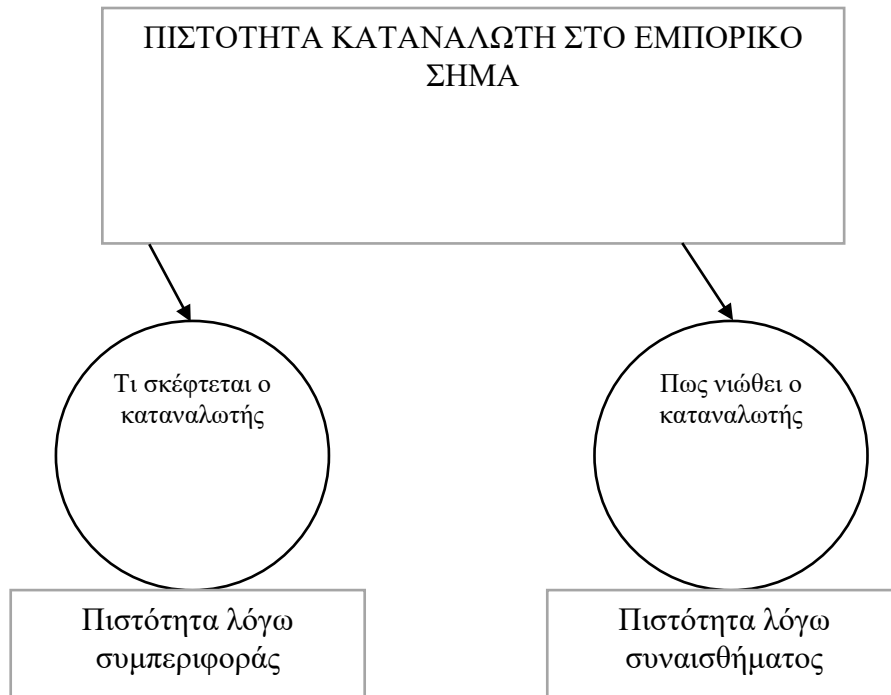 ΠΙΣΤΟΤΗΤΑ ΚΑΤΑΝΑΛΩΤΗ ΣΤΟ ΕΜΠΟΡΙΚΟ
ΣΗΜΑ
Τι σκέφτεται ο
καταναλωτής
Πως νιώθει ο
καταναλωτής
Πιστότητα λόγω
συμπεριφοράς
Πιστότητα λόγω
συναισθήματος